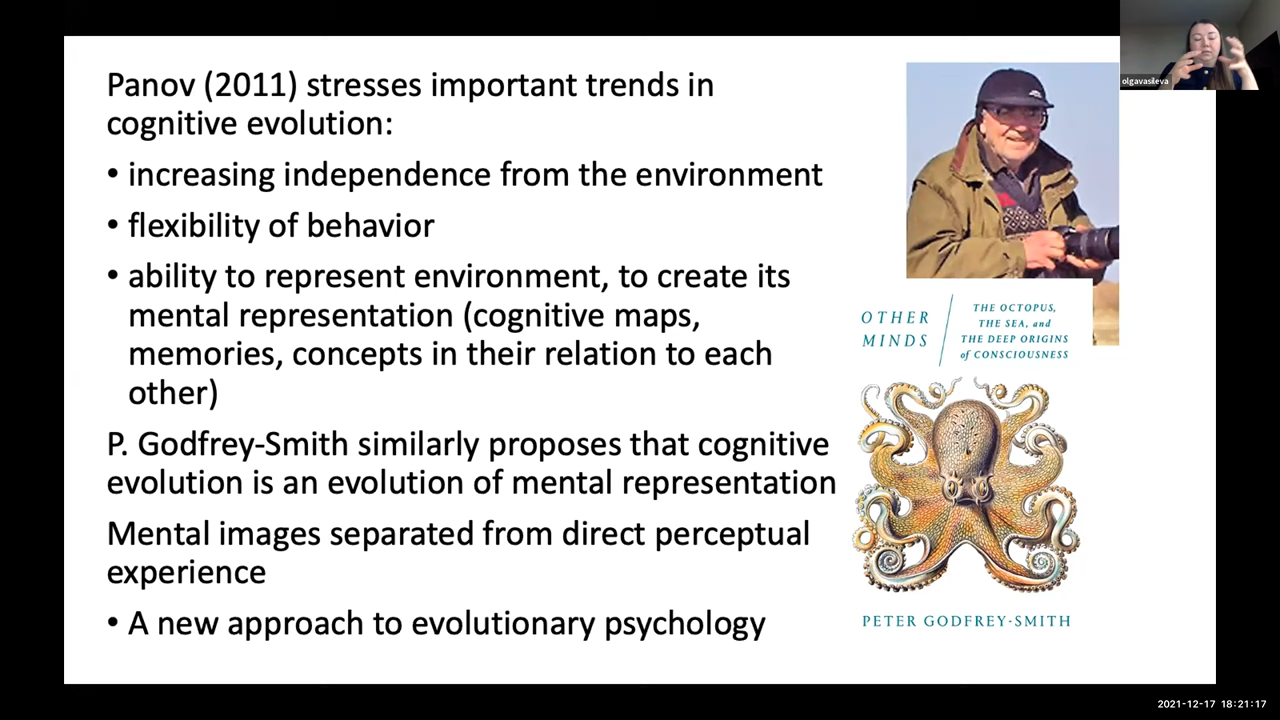 Panov (2011) stresses important trends in
cognitive evolution:
• increasing independence from the environment
• flexibility of behavior
• ability to represent environment, to create its
mental representation (cognitive maps,
memories, concepts in their relation to each
other)
P. Godfrey-Smith similarly proposes that cognitive
evolution is an evolution of mental representation
Mental images separated from direct perceptual
experience
• A new approach to evolutionary psychology
olgavasileva
OTHER
MINDS
THE OCTOPUS,
THE SEA, and
THE DEEP ORIGINS
of CONSCIOUSNESS
PETER GODFREY-SMITH
2021-12-17 18:21:17